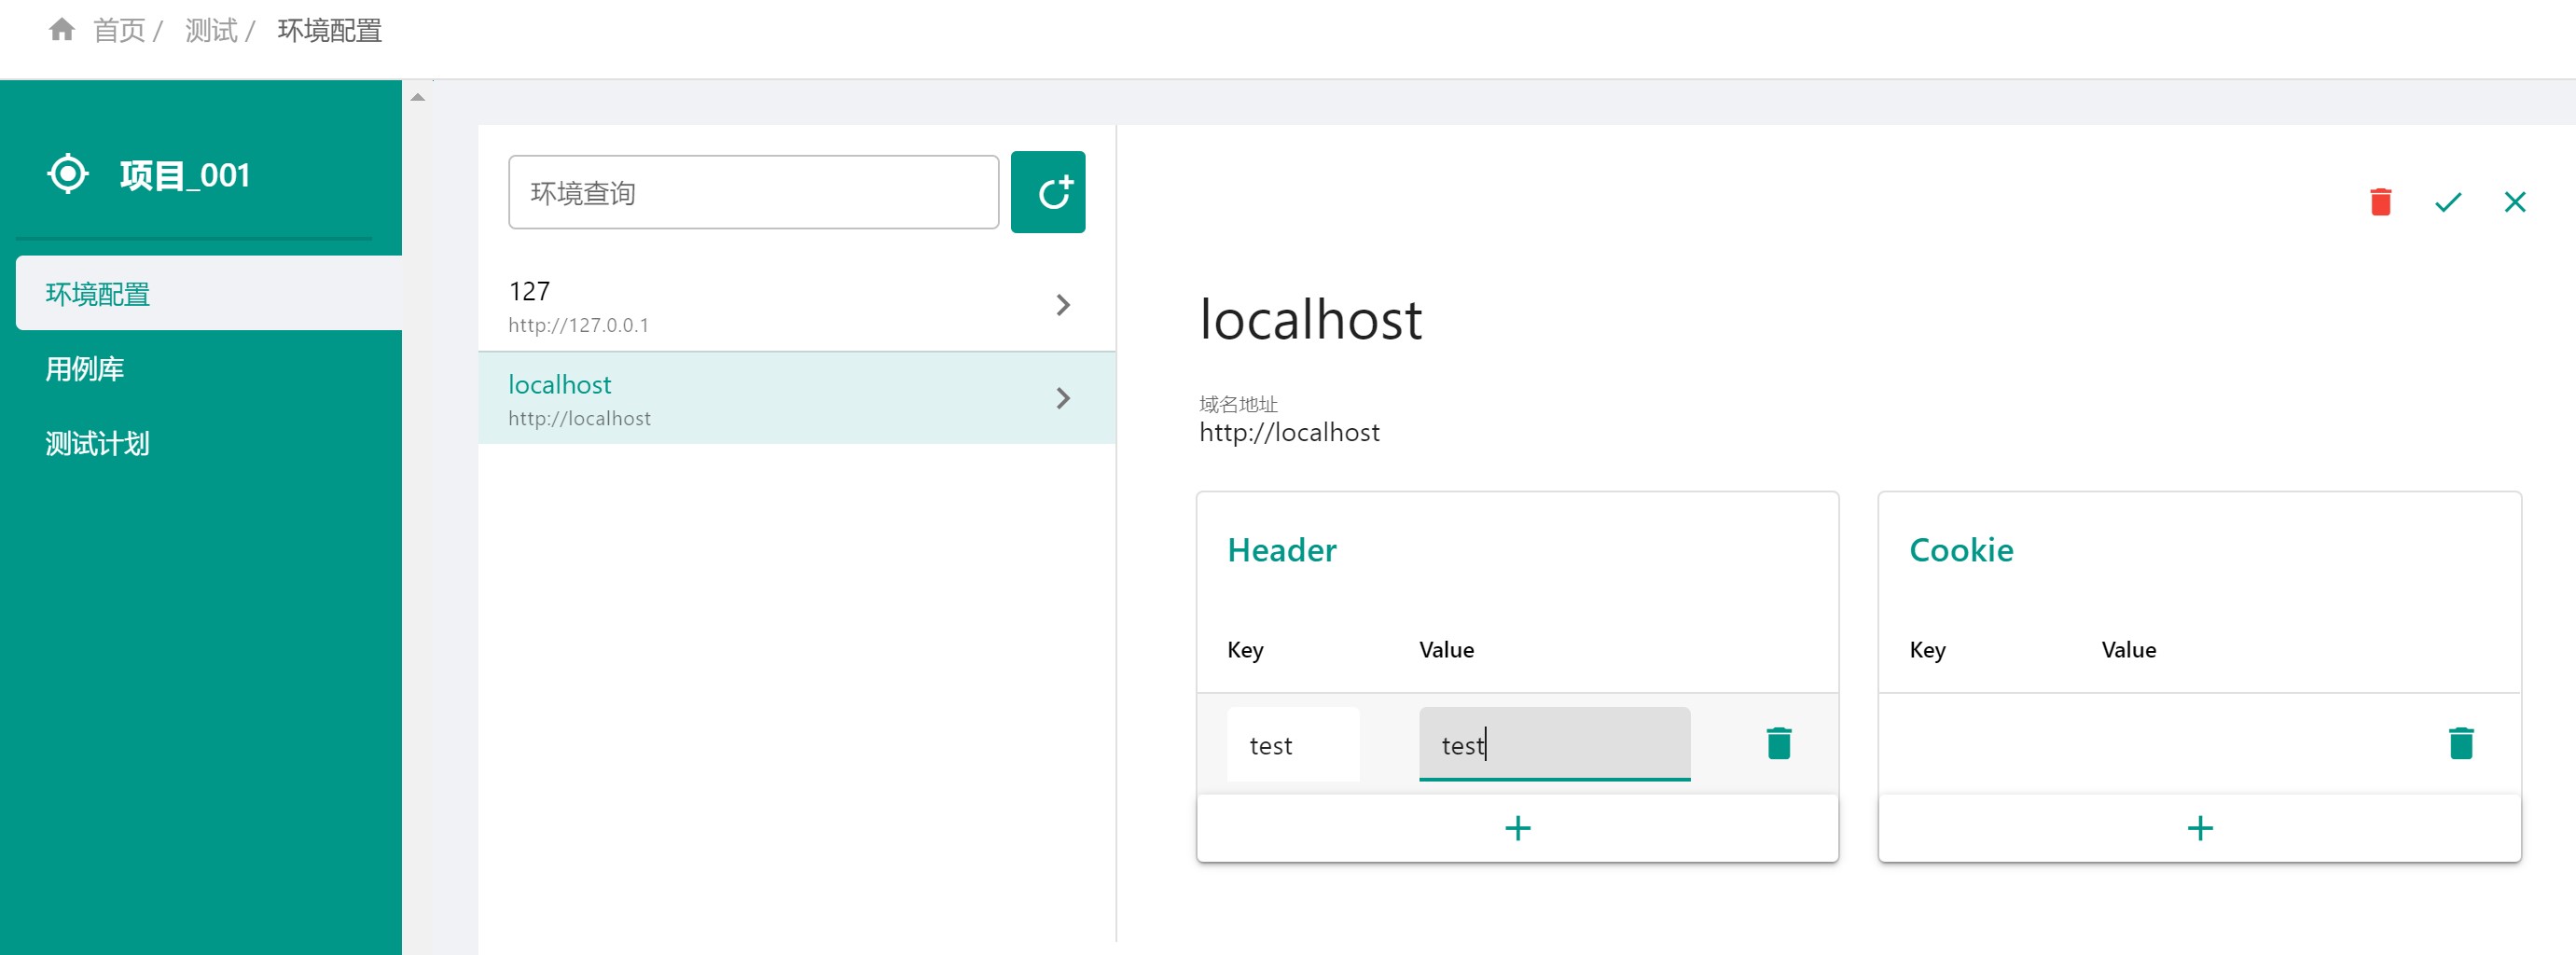 首页 / 测试 / 环境配置
项目_001
环境配置
用例库
测试计划
环境查询
127
http://127.0.0.1
localhost
http://localhost
localhost
域名地址
http://localhost
Header
Key Value
test test
Cookie
Key Value